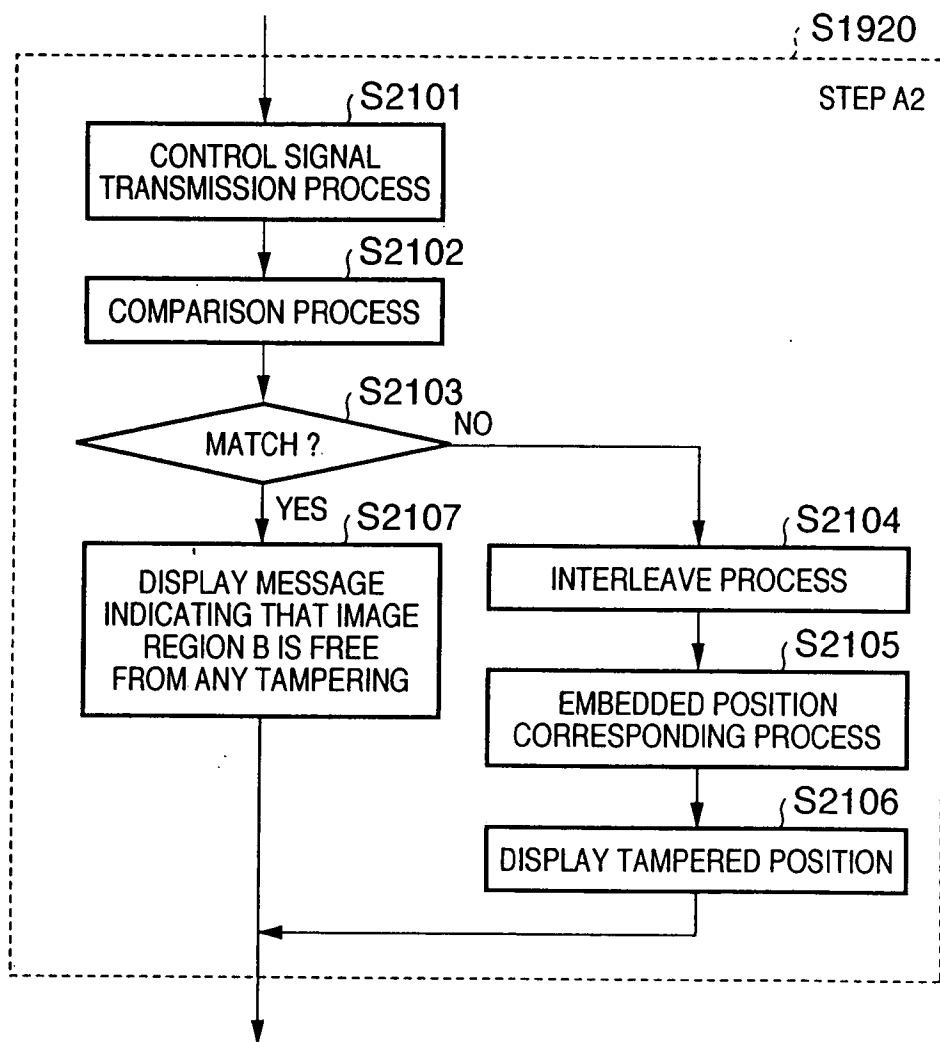 S1920
STEP A2
S2101
CONTROL SIGNAL
TRANSMISSION PROCESS
S2102
COMPARISON PROCESS
S2103
MATCH ?
NO
YES
S2107
DISPLAY MESSAGE
INDICATING THAT IMAGE
REGION B IS FREE
FROM ANY TAMPERING
S2104
INTERLEAVE PROCESS
S2105
EMBEDDED POSITION
CORRESPONDING PROCESS
S2106
DISPLAY TAMPERED POSITION